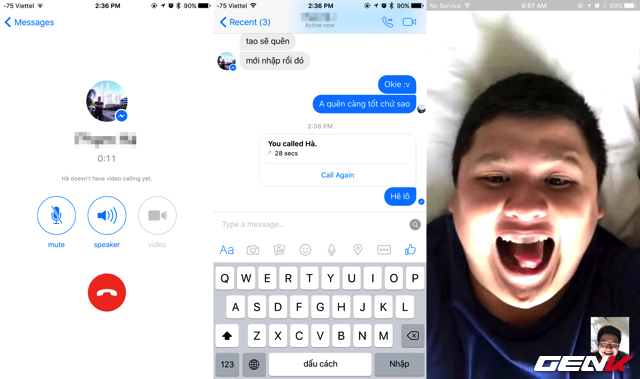 -75 Viettel
2:36 PM
90%
Messages
0:11
Hà doesn't have video calling yet.
mute
speaker
video
-75 Viettel
2:36 PM
90%
Recent (3)
Active now
tao sẽ quên
mới nhập rồi đó
Okie :v
A quên càng tốt chứ sao
2:36 PM
You called Hà.
28 secs
Call Again
Hê lô
Type a message...
Aa
Q W E R T Y U I O P
A S D F G H J K L
Z X C V B N M
123
dấu cách
Nhập
No Service
9:57 AM
98%
GENK